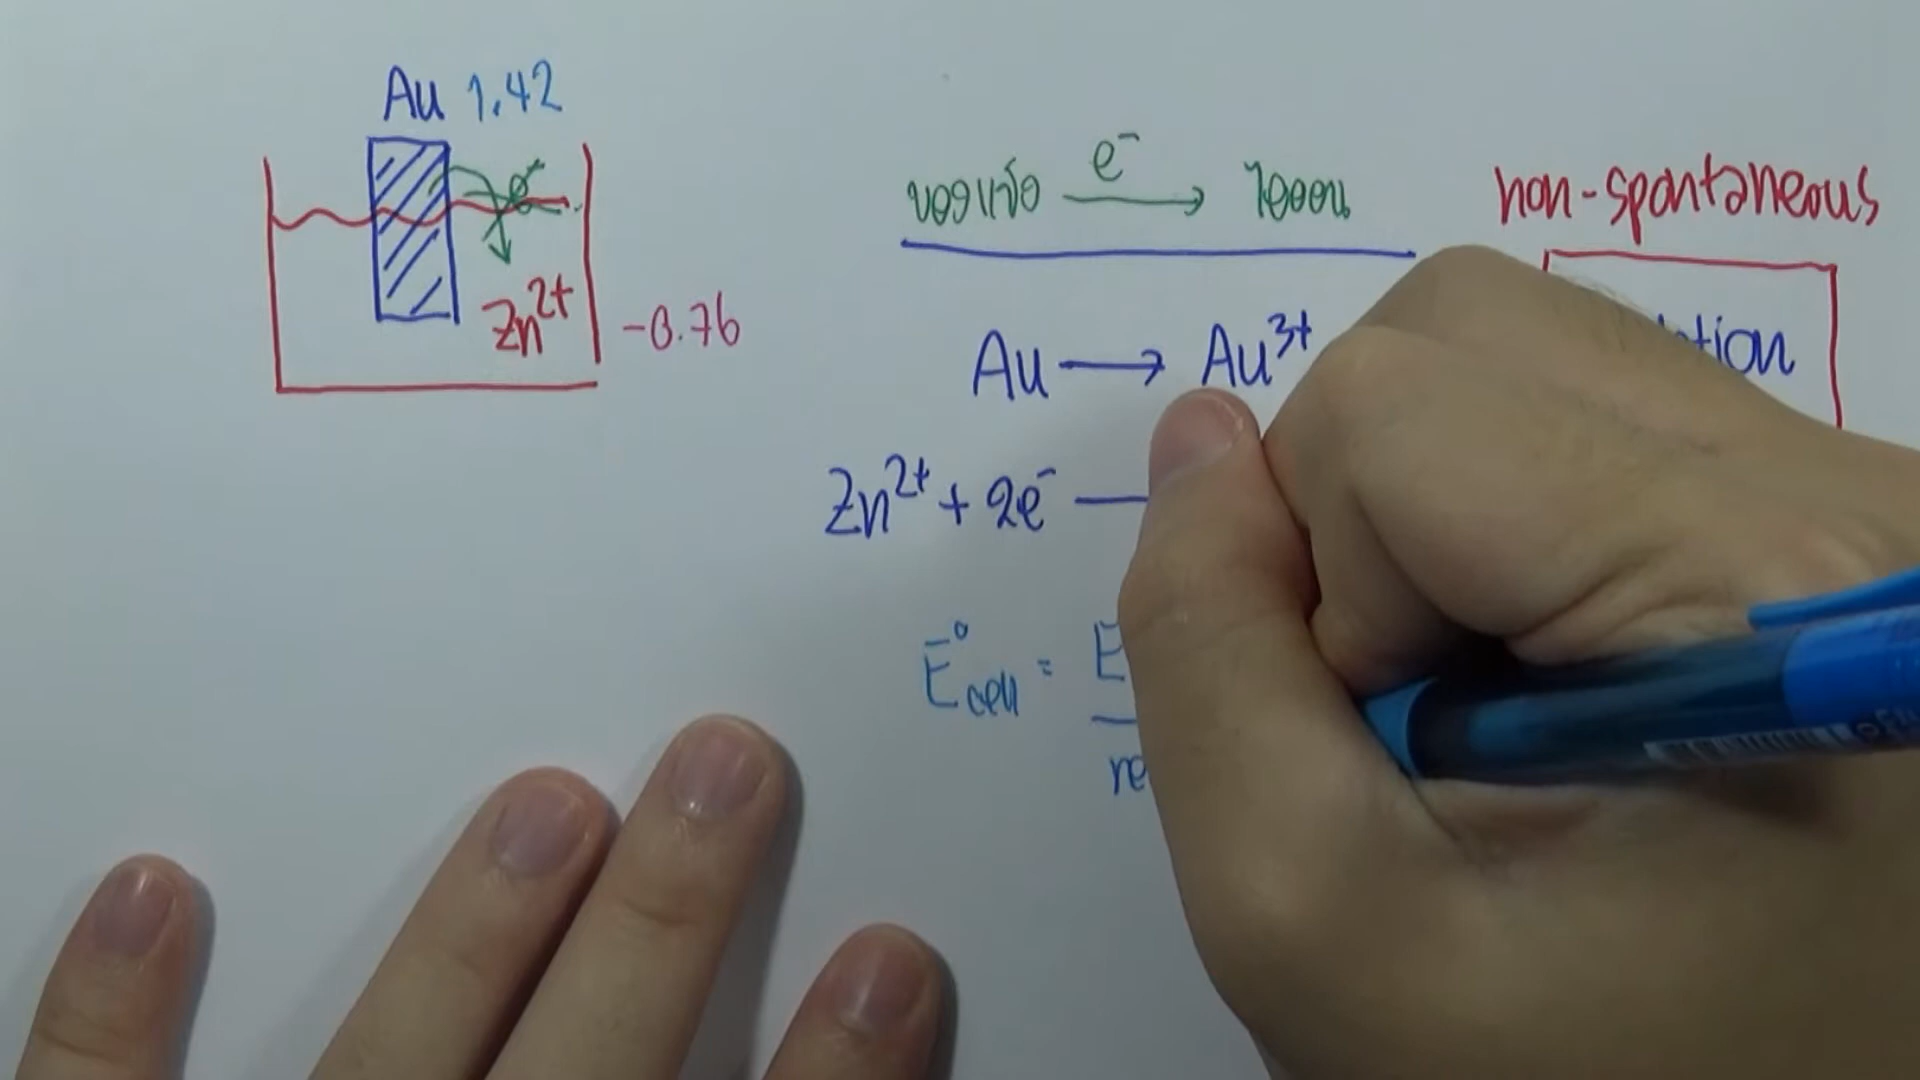 Au 1.42
Zn²⁺
-0.76
ของแข็ง e⁻ → ไอออน
non-spontaneous
Au → Au³⁺
Zn²⁺ + 2e⁻
E°cell =